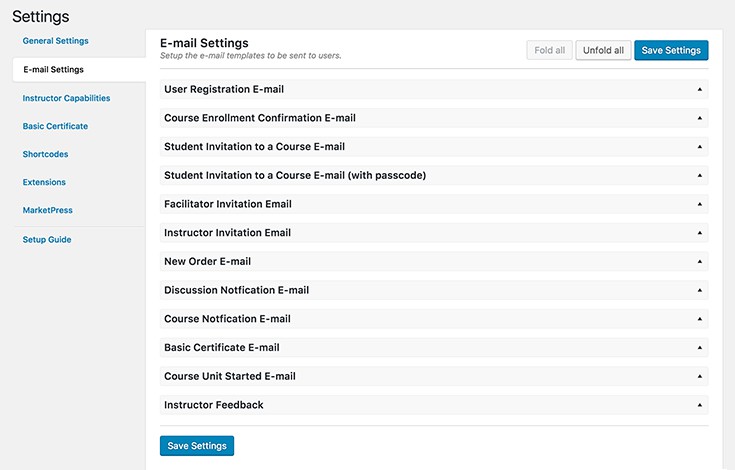 Settings
General Settings
E-mail Settings
Instructor Capabilities
Basic Certificate
Shortcodes
Extensions
MarketPress
Setup Guide
E-mail Settings
Setup the e-mail templates to be sent to users.
Fold all
Unfold all
Save Settings
User Registration E-mail
Course Enrollment Confirmation E-mail
Student Invitation to a Course E-mail
Student Invitation to a Course E-mail (with passcode)
Facilitator Invitation Email
Instructor Invitation Email
New Order E-mail
Discussion Notfication E-mail
Course Notfication E-mail
Basic Certificate E-mail
Course Unit Started E-mail
Instructor Feedback
Save Settings